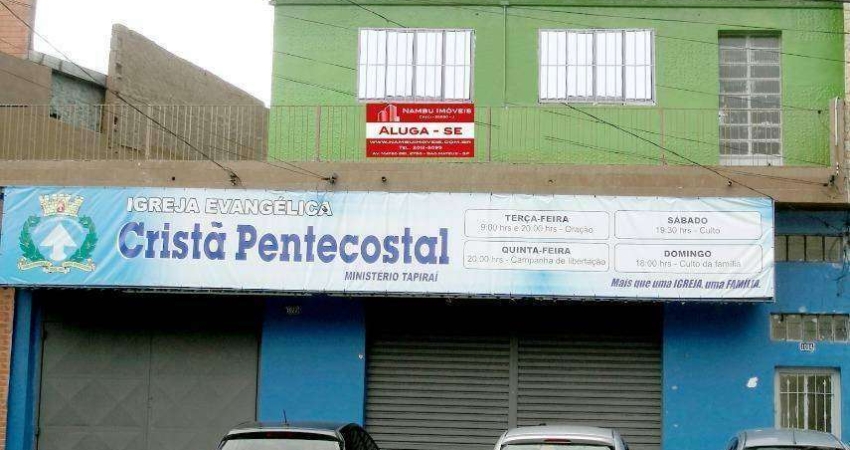 NAMBU IMÓVEIS
ALUGA - SE
IGREJA EVANGÉLICA
Cristã Pentecostal
MINISTÉRIO TAPIRAÍ
TERÇA-FEIRA
9:00 hrs e 20:00 hrs - Oração
QUINTA-FEIRA
20:00 hrs - Campanha de libertação
SÁBADO
19:30 hrs - Culto
DOMINGO
18:00 hrs - Culto da família
Mais que uma IGREJA, uma FAMÍLIA.